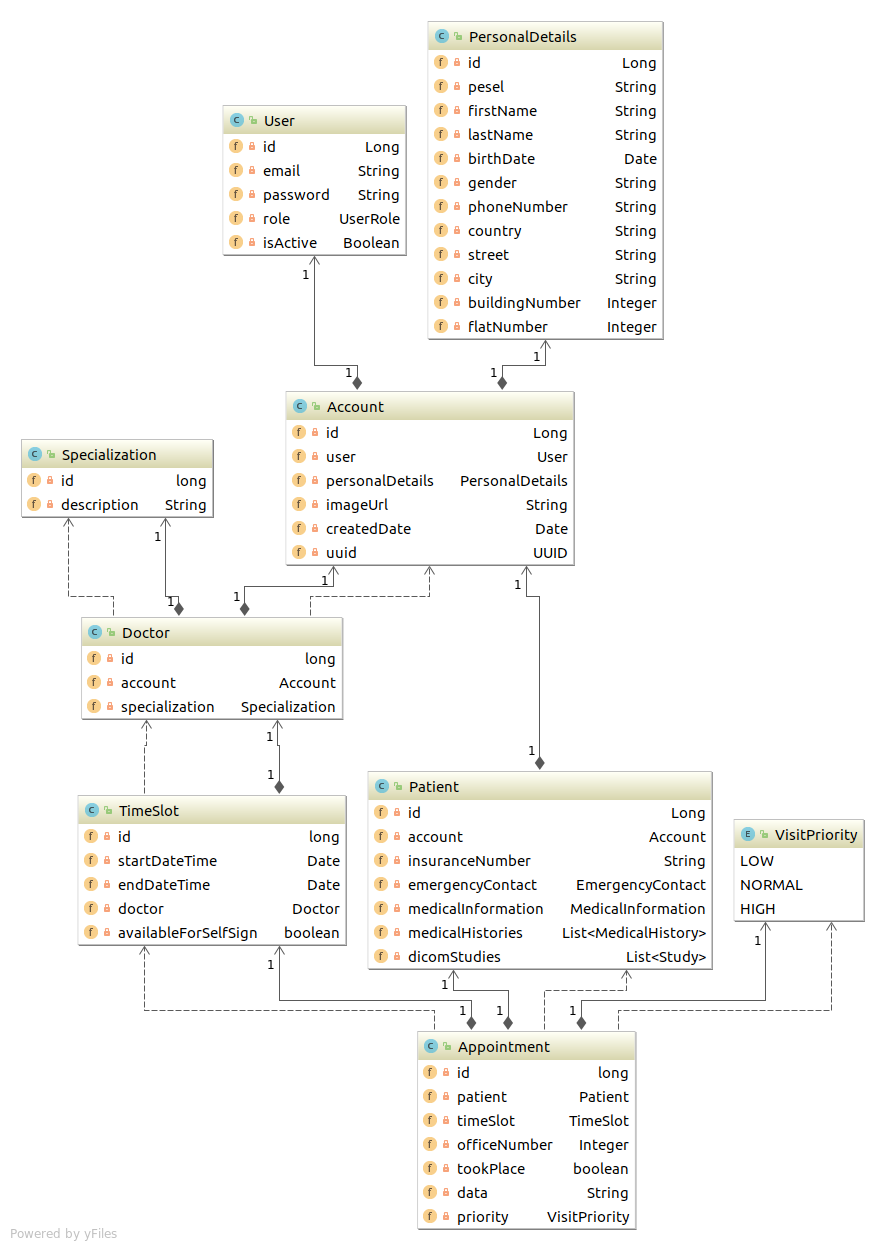 PersonalDetails
id Long
pesel String
firstName String
lastName String
birthDate Date
gender String
phoneNumber String
country String
street String
city String
buildingNumber Integer
flatNumber Integer
User
id Long
email String
password String
role UserRole
isActive Boolean
1
1
1
1
Account
id Long
user User
personalDetails PersonalDetails
imageUrl String
createdDate Date
uuid UUID
Specialization
id long
description String
1
1
1
1
1
1
Doctor
id long
account Account
specialization Specialization
1
1
TimeSlot
id long
startDateTime Date
endDateTime Date
doctor Doctor
availableForSelfSign boolean
Patient
id Long
account Account
insuranceNumber String
emergencyContact EmergencyContact
medicalInformation MedicalInformation
medicalHistories List<MedicalHistory>
dicomStudies List<Study>
VisitPriority
LOW
NORMAL
HIGH
1
1
1
1
1
1
Appointment
id long
patient Patient
timeSlot TimeSlot
officeNumber Integer
tookPlace boolean
data String
priority VisitPriority
Powered by yFiles